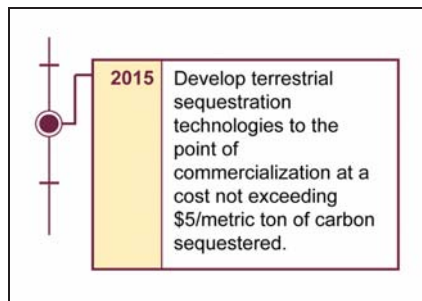 2015 Develop terrestrial
sequestration
technologies to the
point of
commercialization at a
cost not exceeding
$5/metric ton of carbon
sequestered.